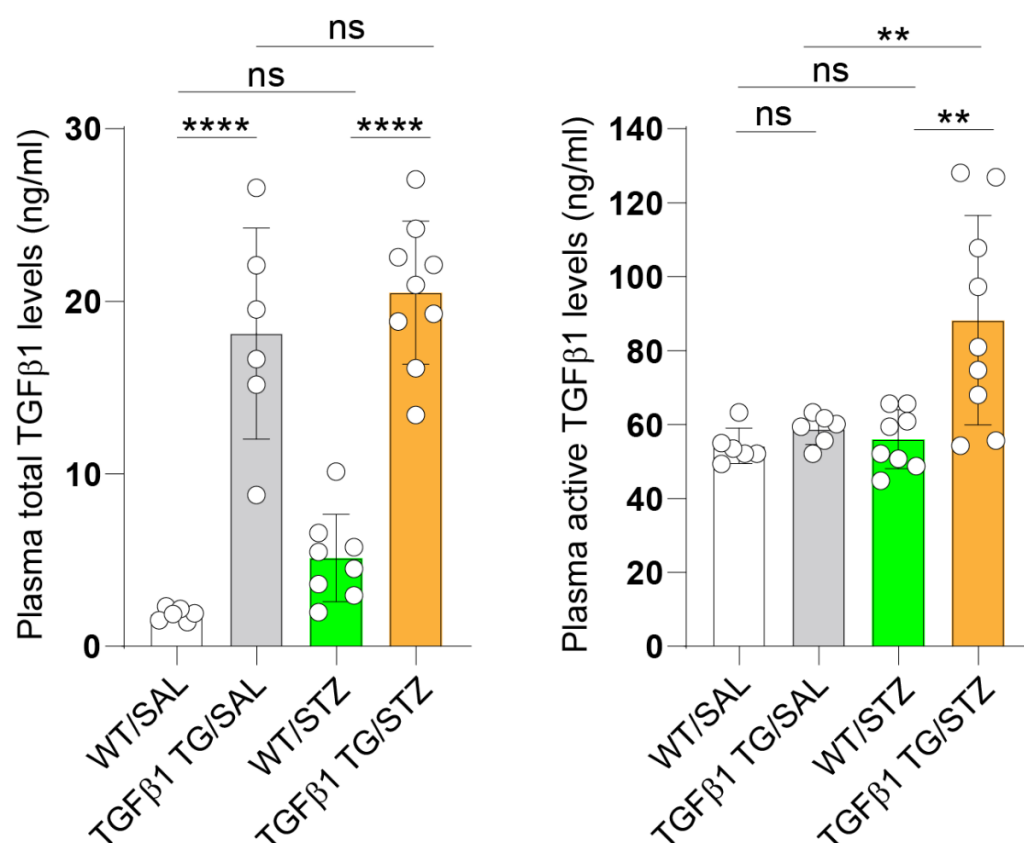 ns
ns
**** ****
Plasma total TGFβ1 levels (ng/ml)
30
20
10
0
WT/SAL
TGFβ1 TG/SAL
WT/STZ
TGFβ1 TG/STZ
**
ns
ns **
Plasma active TGFβ1 levels (ng/ml)
140
120
100
80
60
40
20
0
WT/SAL
TGFβ1 TG/SAL
WT/STZ
TGFβ1 TG/STZ